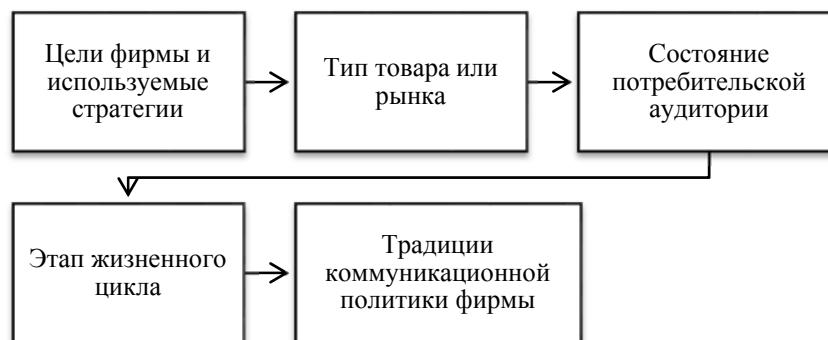 Цели фирмы и
используемые
стратегии
Тип товара или
рынка
Состояние
потребительской
аудитории
Этап жизненного
цикла
Традиции
коммуникационной
политики фирмы